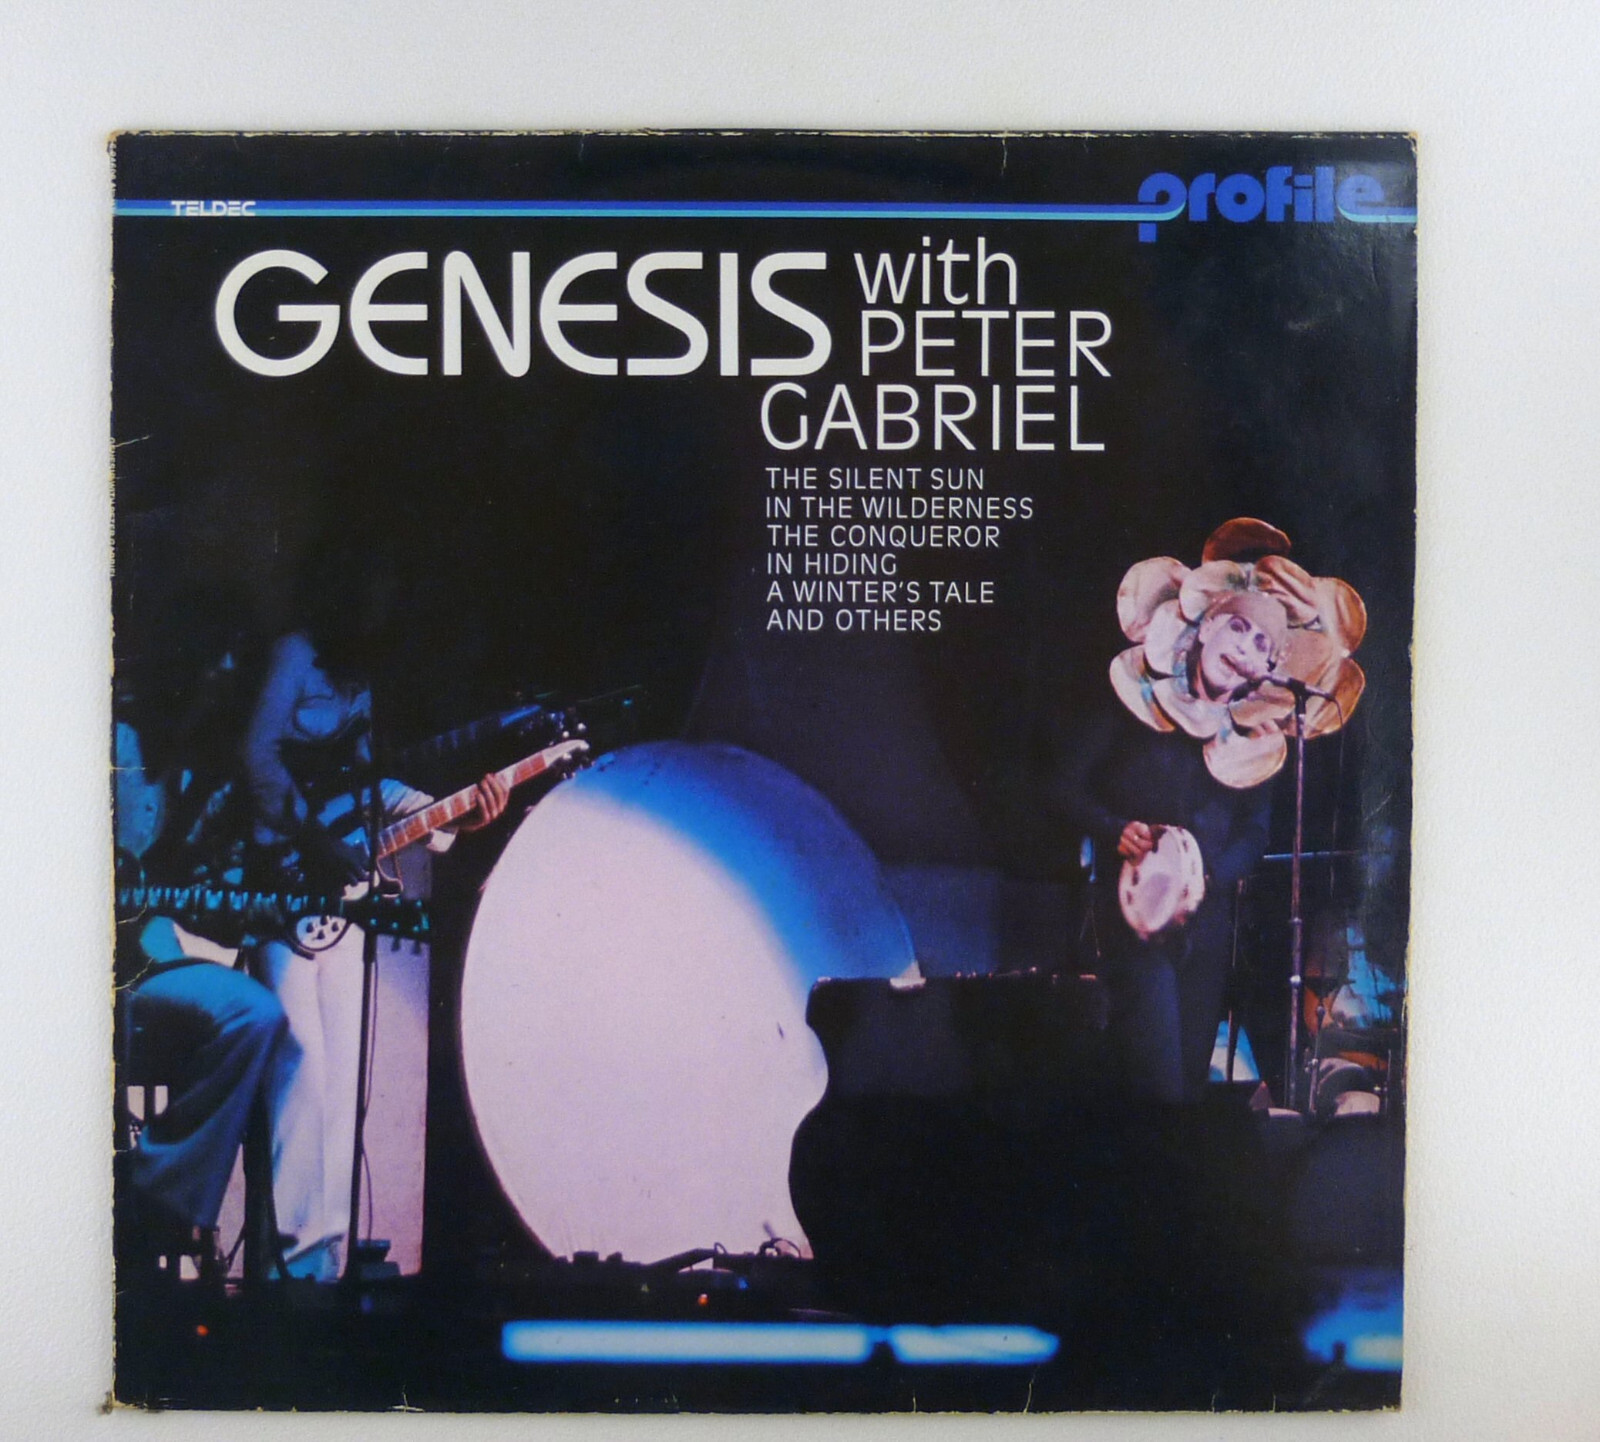 TELDEC
profile
GENESIS with
PETER
GABRIEL
THE SILENT SUN
IN THE WILDERNESS
THE CONQUEROR
IN HIDING
A WINTER'S TALE
AND OTHERS